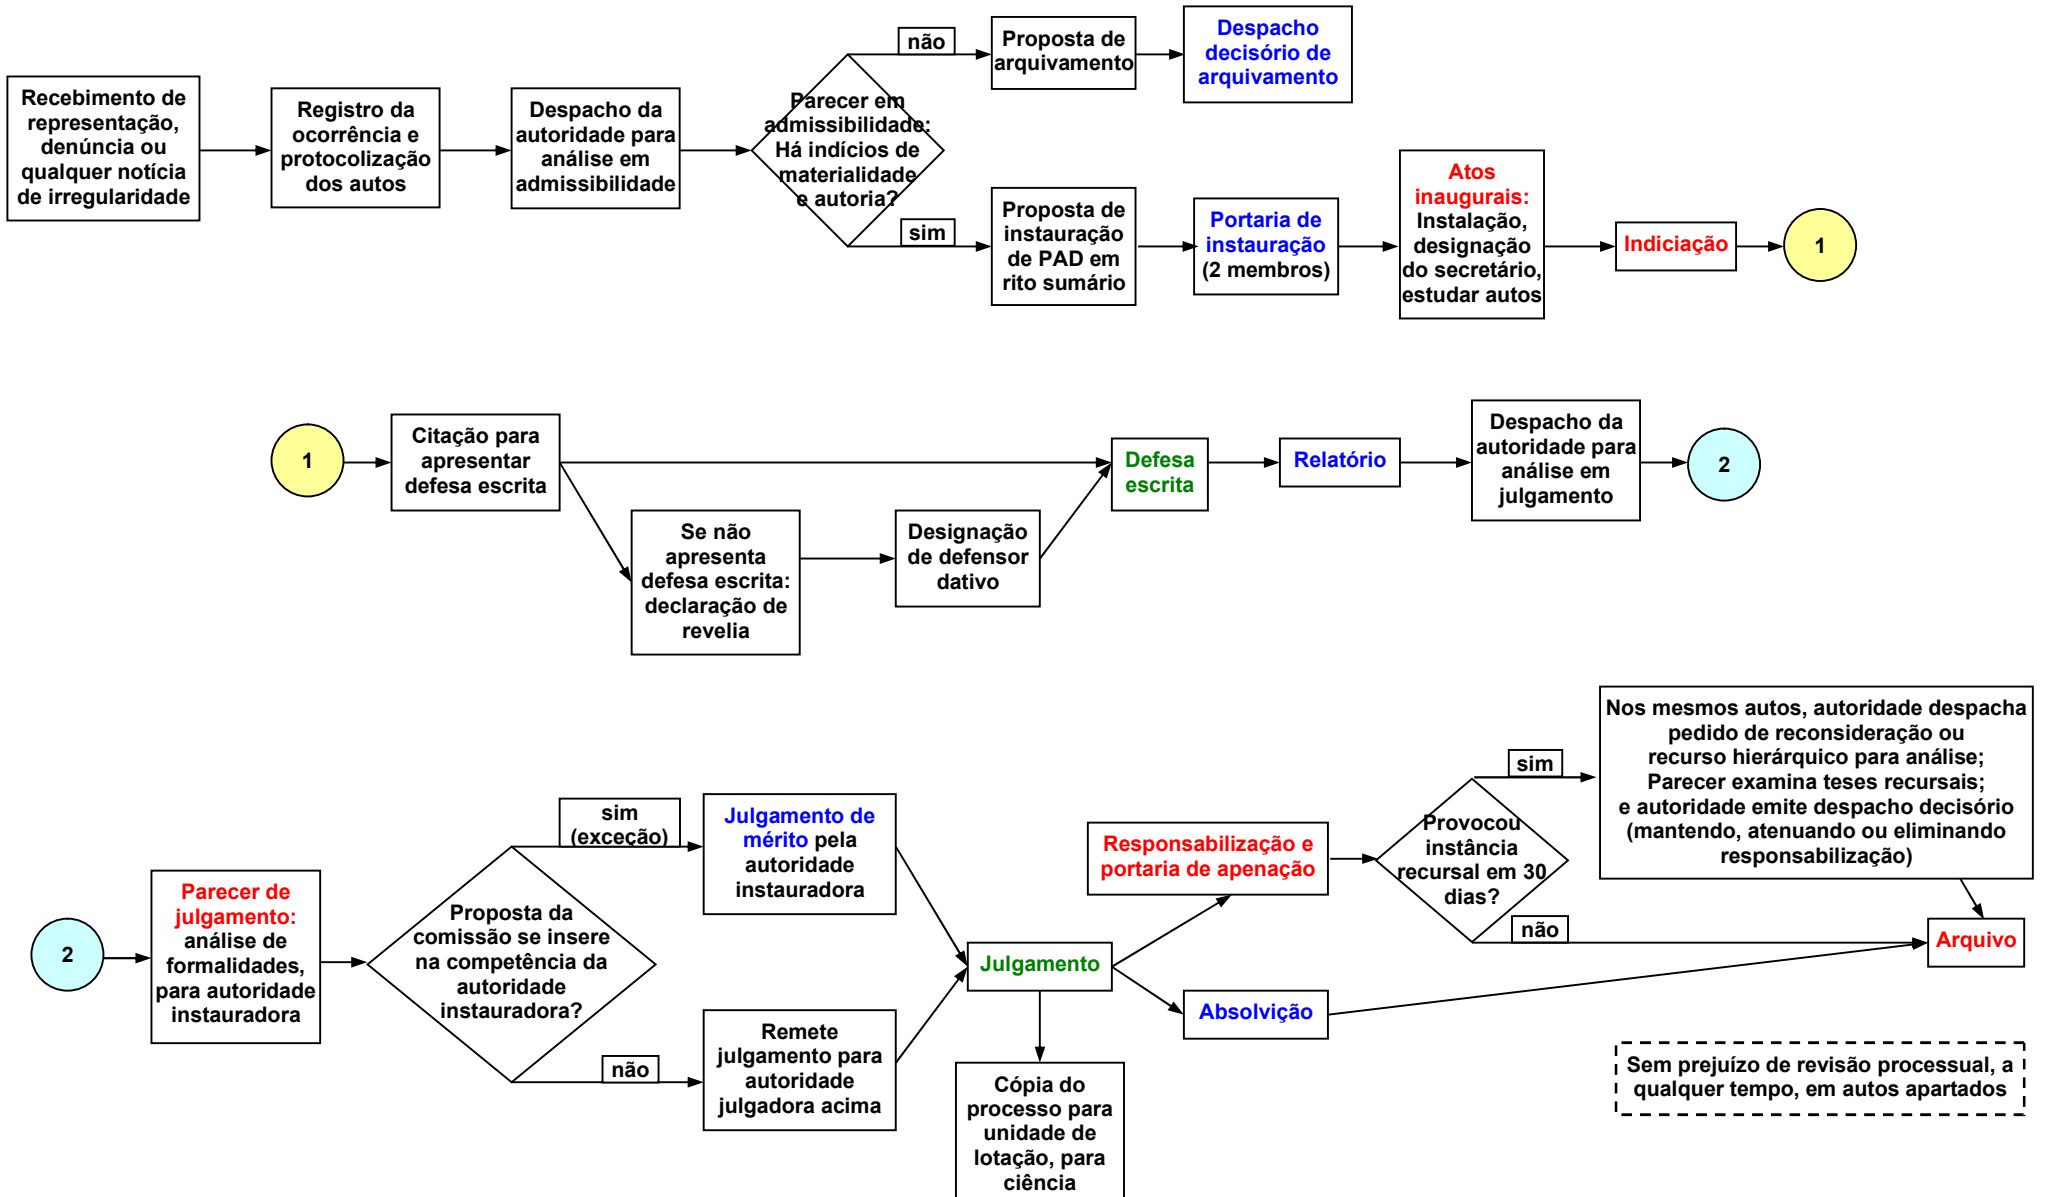 Recebimento de
representação,
denúncia ou
qualquer notícia
de irregularidade
Registro da
ocorrência e
protocolização
dos autos
Despacho da
autoridade para
análise em
admissibilidade
Parecer em
admissibilidade:
Há indícios de
materialidade
e autoria?
não
Proposta de
arquivamento
Despacho
decisório de
arquivamento
sim
Proposta de
instauração
de PAD em
rito sumário
Portaria de
instauração
(2 membros)
Atos
inaugurais:
Instalação,
designação
do secretário,
estudar autos
Indiciação
1
1
Citação para
apresentar
defesa escrita
Se não
apresenta
defesa escrita:
declaração de
revelia
Designação
de defensor
dativo
Defesa
escrita
Relatório
Despacho da
autoridade para
análise em
julgamento
2
2
Parecer de
julgamento:
análise de
formalidades,
para autoridade
instauradora
Proposta da
comissão se insere
na competência da
autoridade
instauradora?
sim
(exceção)
Julgamento de
mérito pela
autoridade
instauradora
não
Remete
julgamento para
autoridade
julgadora acima
Julgamento
Cópia do
processo para
unidade de
lotação, para
ciência
Responsabilização e
portaria de apenação
Absolvição
Provocou
instância
recursal em 30
dias?
sim
Nos mesmos autos, autoridade despacha
pedido de reconsideração ou
recurso hierárquico para análise;
Parecer examina teses recursais;
e autoridade emite despacho decisório
(mantendo, atenuando ou eliminando
responsabilização)
não
Arquivo
Sem prejuízo de revisão processual, a
qualquer tempo, em autos apartados